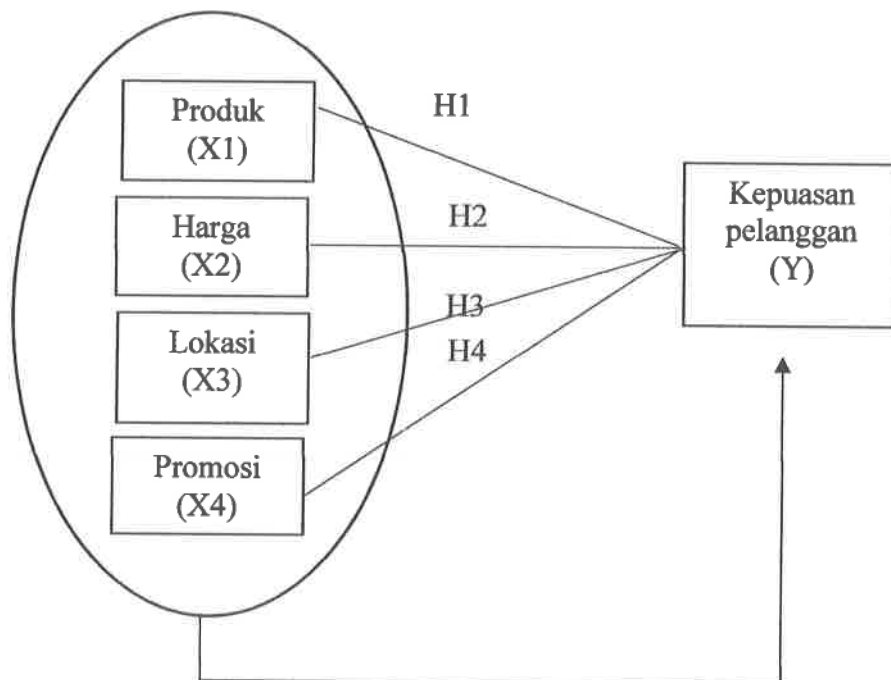 Produk
(X1)
H1
Harga
(X2)
H2
Lokasi
(X3)
H3
Promosi
(X4)
H4
Kepuasan
pelanggan
(Y)